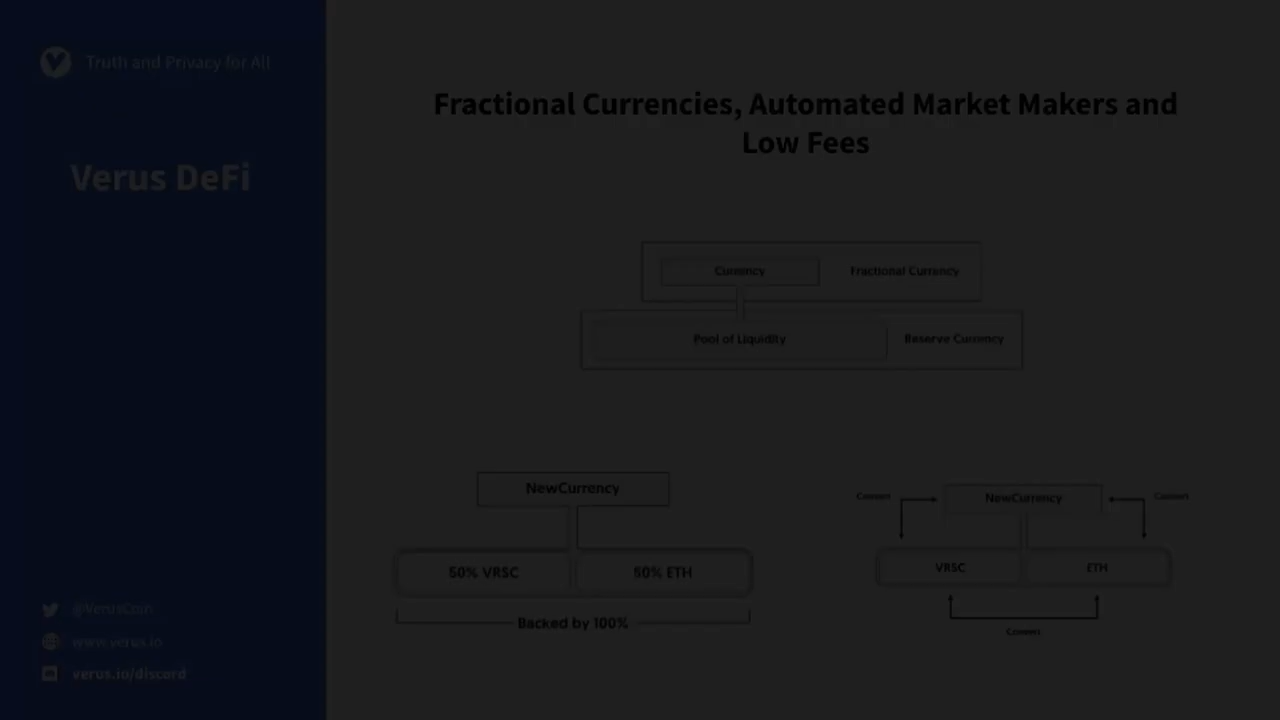 Truth and Privacy for All
Verus DeFi
Fractional Currencies, Automated Market Makers and
Low Fees
Currency
Fractional Currency
Pool of Liquidity
Reserve Currency
NewCurrency
50% VRSC
50% ETH
Backed by 100%
Convert
NewCurrency
Convert
VRSC
ETH
Convert
@VerusCoin
www.verus.io
verus.io/discord